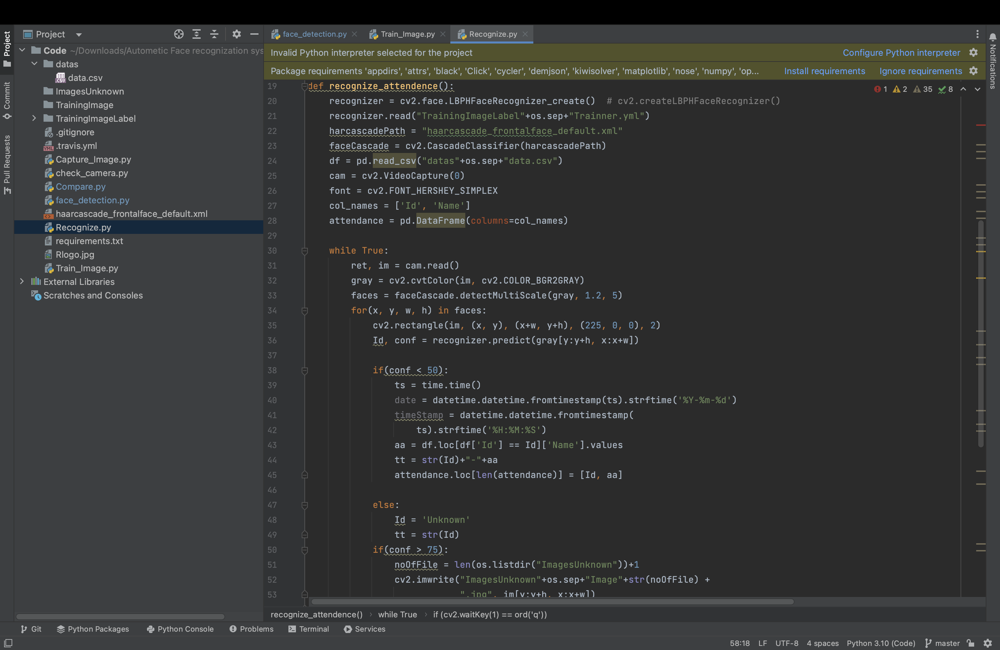 Project
Commit
Pull Requests
Project
Code ~/Downloads/Autometic Face recognization sys
datas
data.csv
ImagesUnknown
TrainingImage
TrainingImageLabel
.gitignore
.travis.yml
Capture_Image.py
check_camera.py
Compare.py
face_detection.py
haarcascade_frontalface_default.xml
Recognize.py
requirements.txt
Rlogo.jpg
Train_Image.py
External Libraries
Scratches and Consoles
face_detection.py Train_Image.py Recognize.py
Invalid Python interpreter selected for the project Configure Python interpreter
Package requirements 'appdirs', 'attrs', 'black', 'Click', 'cycler', 'demjson', 'kiwisolver', 'matplotlib', 'nose', 'numpy', 'op... Install requirements Ignore requirements
1 2 35 8
19 def recognize_attendence():
20 recognizer = cv2.face.LBPHFaceRecognizer_create()  # cv2.createLBPHFaceRecognizer()
21 recognizer.read("TrainingImageLabel"+os.sep+"Trainner.yml")
22 harcascadePath = "haarcascade_frontalface_default.xml"
23 faceCascade = cv2.CascadeClassifier(harcascadePath)
24 df = pd.read_csv("datas"+os.sep+"data.csv")
25 cam = cv2.VideoCapture(0)
26 font = cv2.FONT_HERSHEY_SIMPLEX
27 col_names = ['Id', 'Name']
28 attendance = pd.DataFrame(columns=col_names)
29
30 while True:
31 ret, im = cam.read()
32 gray = cv2.cvtColor(im, cv2.COLOR_BGR2GRAY)
33 faces = faceCascade.detectMultiScale(gray, 1.2, 5)
34 for(x, y, w, h) in faces:
35 cv2.rectangle(im, (x, y), (x+w, y+h), (225, 0, 0), 2)
36 Id, conf = recognizer.predict(gray[y:y+h, x:x+w])
37
38 if(conf < 50):
39 ts = time.time()
40 date = datetime.datetime.fromtimestamp(ts).strftime('%Y-%m-%d')
41 timeStamp = datetime.datetime.fromtimestamp(
42 ts).strftime('%H:%M:%S')
43 aa = df.loc[df['Id'] == Id]['Name'].values
44 tt = str(Id)+"-"+aa
45 attendance.loc[len(attendance)] = [Id, aa]
46
47 else:
48 Id = 'Unknown'
49 tt = str(Id)
50 if(conf > 75):
51 noOfFile = len(os.listdir("ImagesUnknown"))+1
52 cv2.imwrite("ImagesUnknown"+os.sep+"Image"+str(noOfFile) +
53 ".jpg", im[y:y+h, x:x+w])
recognize_attendence() › while True › if (cv2.waitKey(1) == ord('q'))
Notifications
Git Python Packages Python Console Problems Terminal Services
58:18 LF UTF-8 4 spaces Python 3.10 (Code) master